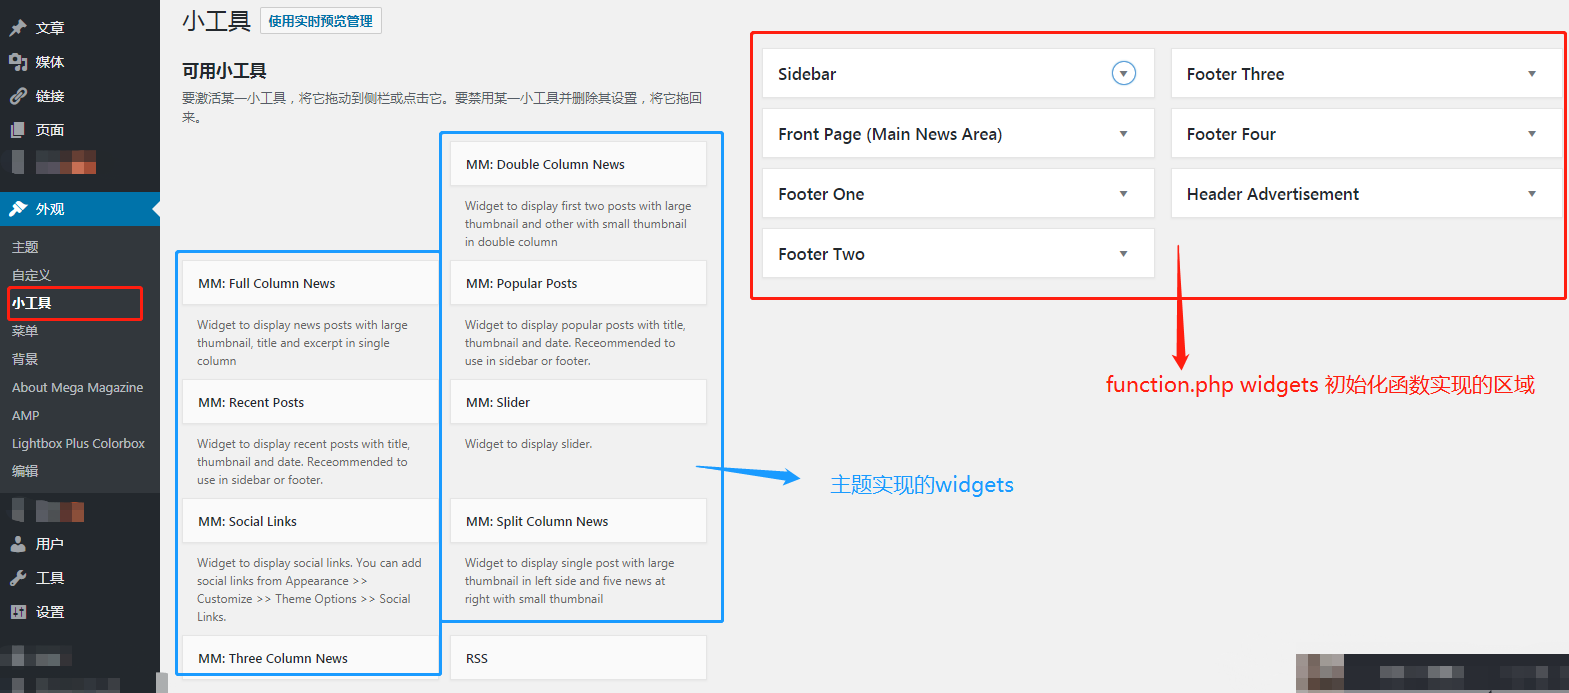 文章
媒体
链接
页面
外观
主题
自定义
小工具
菜单
背景
About Mega Magazine
AMP
Lightbox Plus Colorbox
编辑
用户
工具
设置
小工具
使用实时预览管理
可用小工具
要激活某一小工具，将它拖动到侧栏或点击它。要禁用某一小工具并删除其设置，将它拖回
来。
MM: Full Column News
Widget to display news posts with large
thumbnail, title and excerpt in single
column
MM: Recent Posts
Widget to display recent posts with title,
thumbnail and date. Receommended to
use in sidebar or footer.
MM: Social Links
Widget to display social links. You can add
social links from Appearance >>
Customize >> Theme Options >> Social
Links.
MM: Three Column News
MM: Double Column News
Widget to display first two posts with large
thumbnail and other with small thumbnail
in double column
MM: Popular Posts
Widget to display popular posts with title,
thumbnail and date. Receommended to
use in sidebar or footer.
MM: Slider
Widget to display slider.
MM: Split Column News
Widget to display single post with large
thumbnail in left side and five news at
right with small thumbnail
RSS
主题实现的widgets
Sidebar
Front Page (Main News Area)
Footer One
Footer Two
Footer Three
Footer Four
Header Advertisement
function.php widgets 初始化函数实现的区域